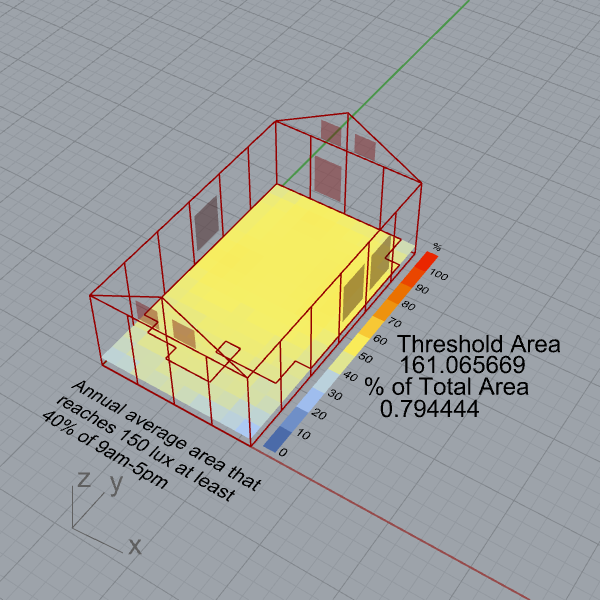 %
100
90
80
70
60
50
40
30
20
10
0
Threshold Area
161.065669
% of Total Area
0.794444
Annual average area that
reaches 150 lux at least
40% of 9am-5pm
z
y
x